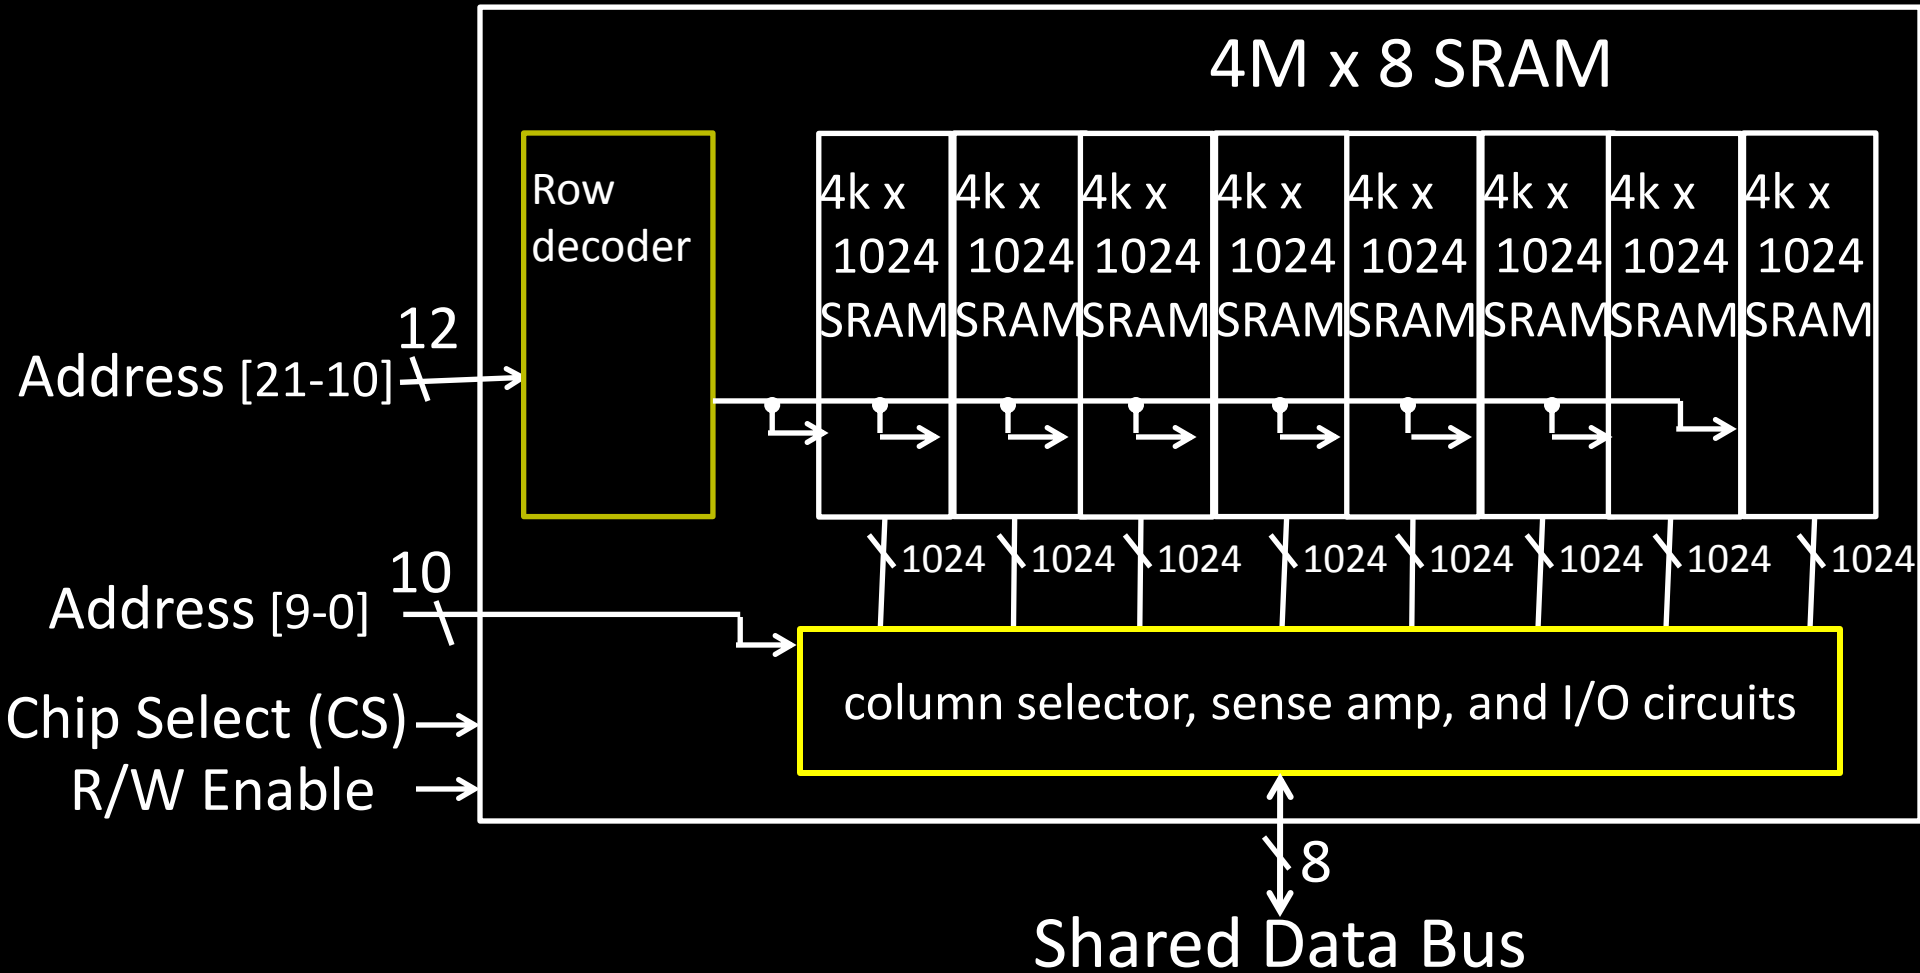 4M x 8 SRAM
Row
decoder
4k x
1024
SRAM
4k x
1024
SRAM
4k x
1024
SRAM
4k x
1024
SRAM
4k x
1024
SRAM
4k x
1024
SRAM
4k x
1024
SRAM
4k x
1024
SRAM
12
Address [21-10]
1024
1024
1024
1024
1024
1024
1024
1024
10
Address [9-0]
column selector, sense amp, and I/O circuits
Chip Select (CS)
R/W Enable
8
Shared Data Bus